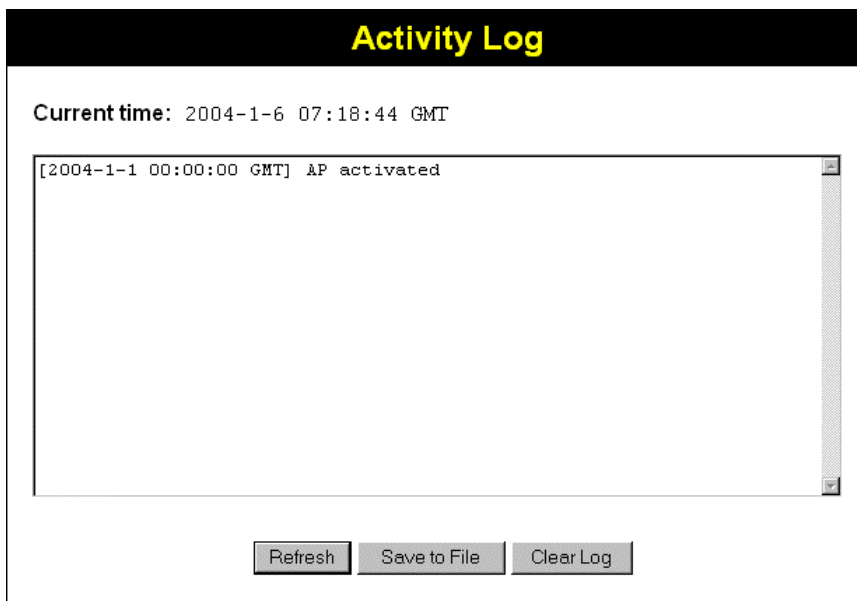 Activity Log
Current time: 2004-1-6 07:18:44 GMT
[2004-1-1 00:00:00 GMT] AP activated
Refresh Save to File Clear Log